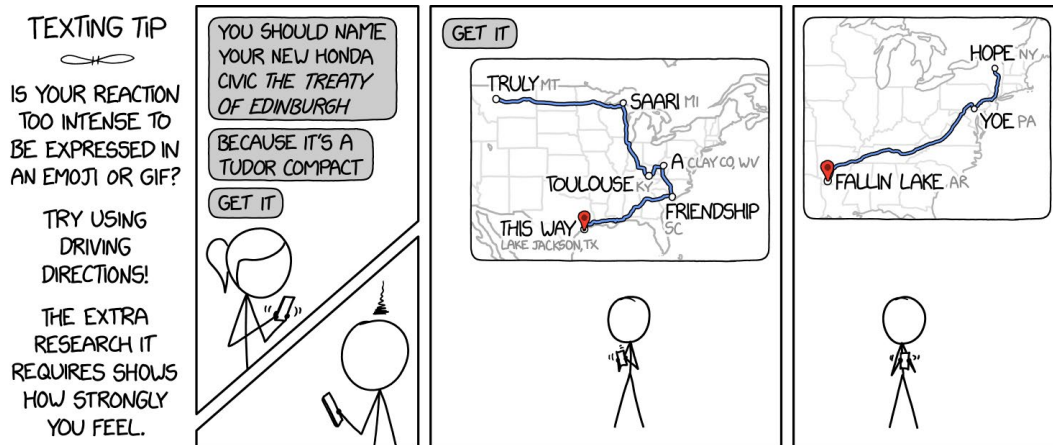 TEXTING TIP
IS YOUR REACTION
TOO INTENSE TO
BE EXPRESSED IN
AN EMOJI OR GIF?
TRY USING
DRIVING
DIRECTIONS!
THE EXTRA
RESEARCH IT
REQUIRES SHOWS
HOW STRONGLY
YOU FEEL.
YOU SHOULD NAME
YOUR NEW HONDA
CIVIC THE TREATY
OF EDINBURGH
BECAUSE IT'S A
TUDOR COMPACT
GET IT
GET IT
TRULY MT
SAARI MI
A CLAY CO, WV
TOULOUSE KY
FRIENDSHIP
SC
THIS WAY
LAKE JACKSON, TX
HOPE NY
YOE PA
FALLIN LAKE, AR